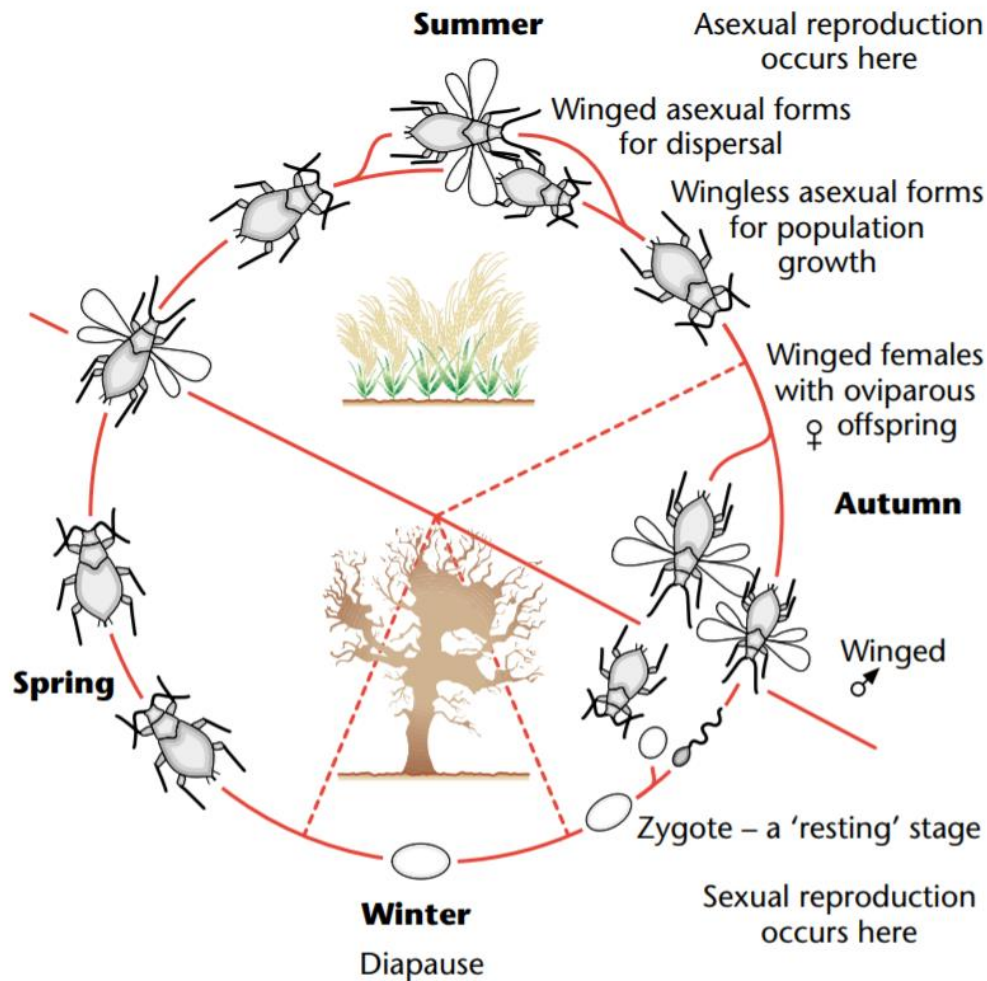 Summer
Asexual reproduction
occurs here
Winged asexual forms
for dispersal
Wingless asexual forms
for population
growth
Winged females
with oviparous
♀ offspring
Autumn
Winged
♂
Spring
Zygote – a ‘resting’ stage
Winter
Diapause
Sexual reproduction
occurs here